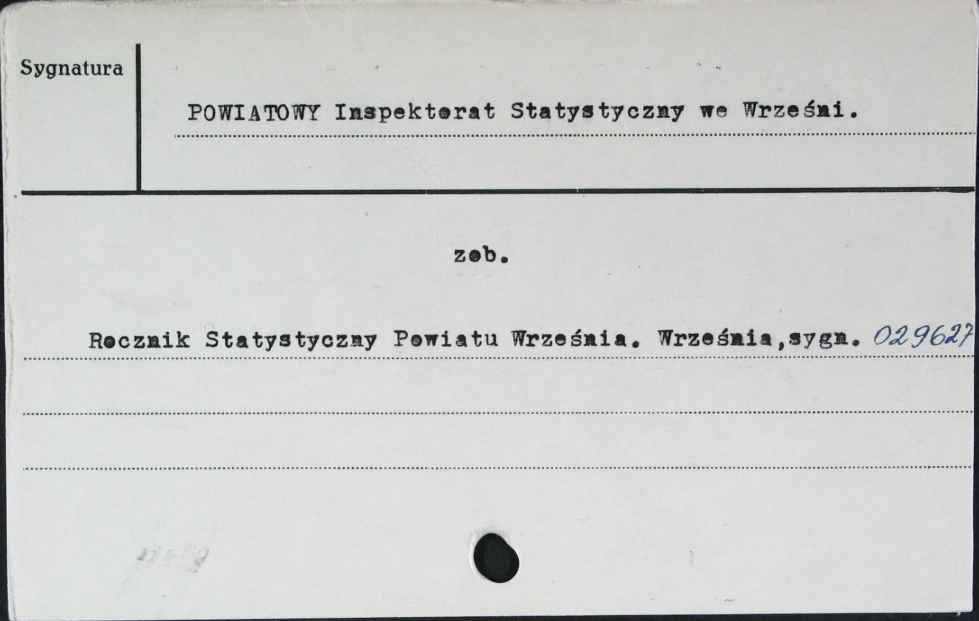 Sygnatura
POWIATOWY Inspektorat Statystyczny we Wrześni.
zob.
Rocznik Statystyczny Powiatu Września. Września,sygn. 029627